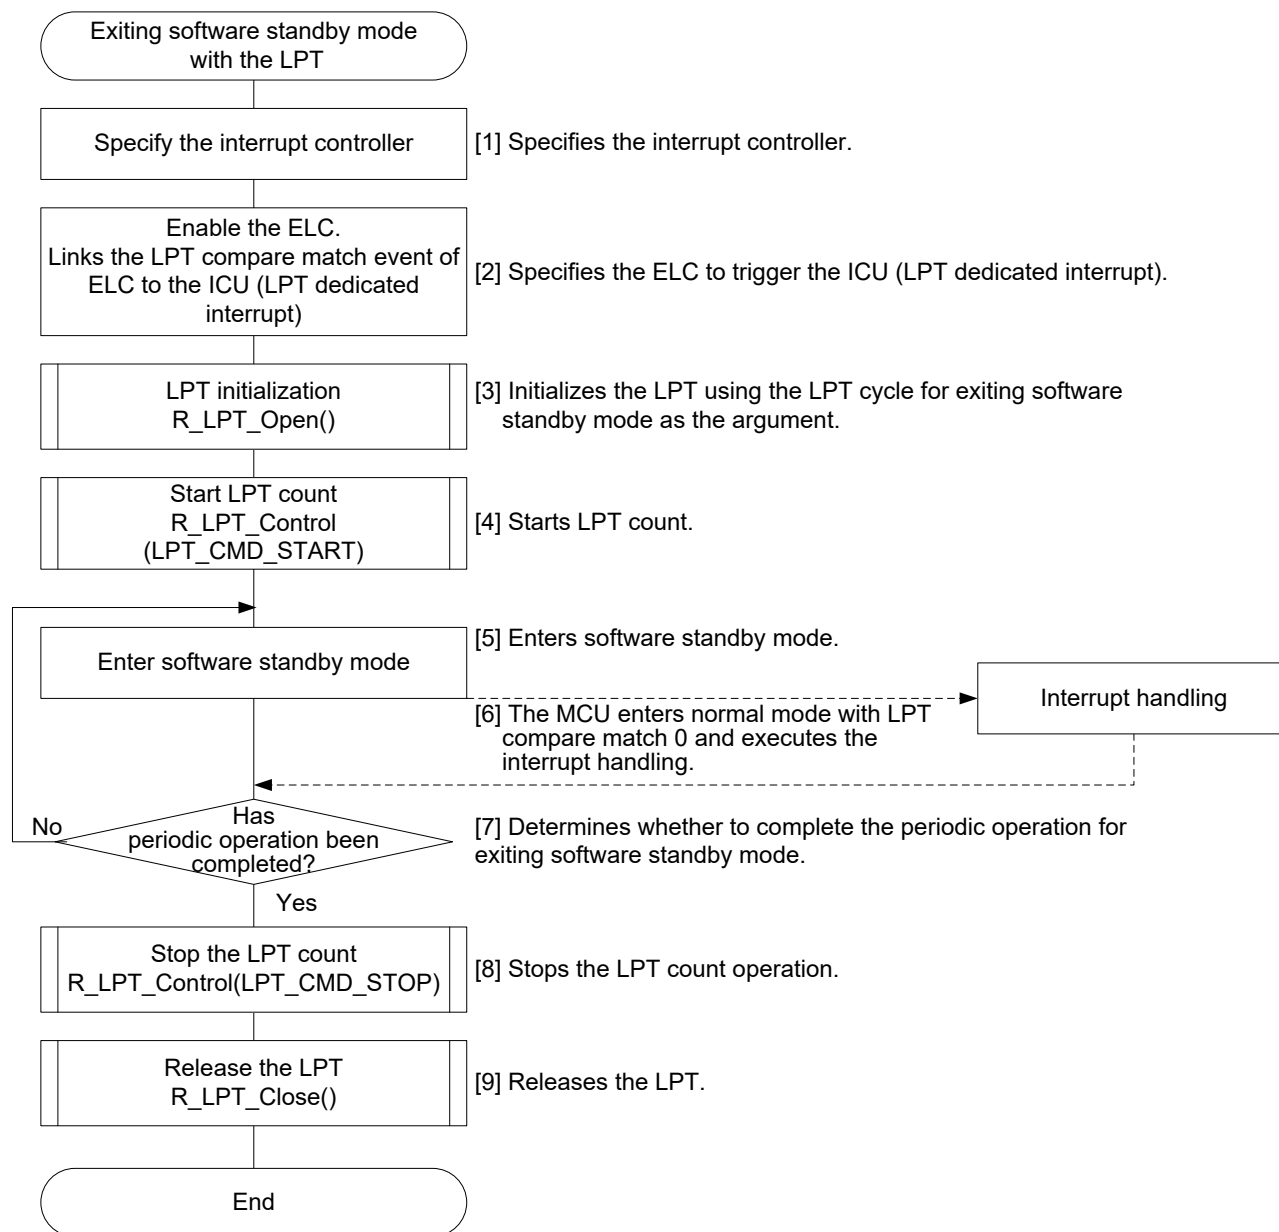 Exiting software standby mode
with the LPT
Specify the interrupt controller
[1] Specifies the interrupt controller.
Enable the ELC.
Links the LPT compare match event of
ELC to the ICU (LPT dedicated
interrupt)
[2] Specifies the ELC to trigger the ICU (LPT dedicated interrupt).
LPT initialization
R_LPT_Open()
[3] Initializes the LPT using the LPT cycle for exiting software
standby mode as the argument.
Start LPT count
R_LPT_Control
(LPT_CMD_START)
[4] Starts LPT count.
Enter software standby mode
[5] Enters software standby mode.
Interrupt handling
[6] The MCU enters normal mode with LPT
compare match 0 and executes the
interrupt handling.
Has
periodic operation been
completed?
No
[7] Determines whether to complete the periodic operation for
exiting software standby mode.
Yes
Stop the LPT count
R_LPT_Control(LPT_CMD_STOP)
[8] Stops the LPT count operation.
Release the LPT
R_LPT_Close()
[9] Releases the LPT.
End